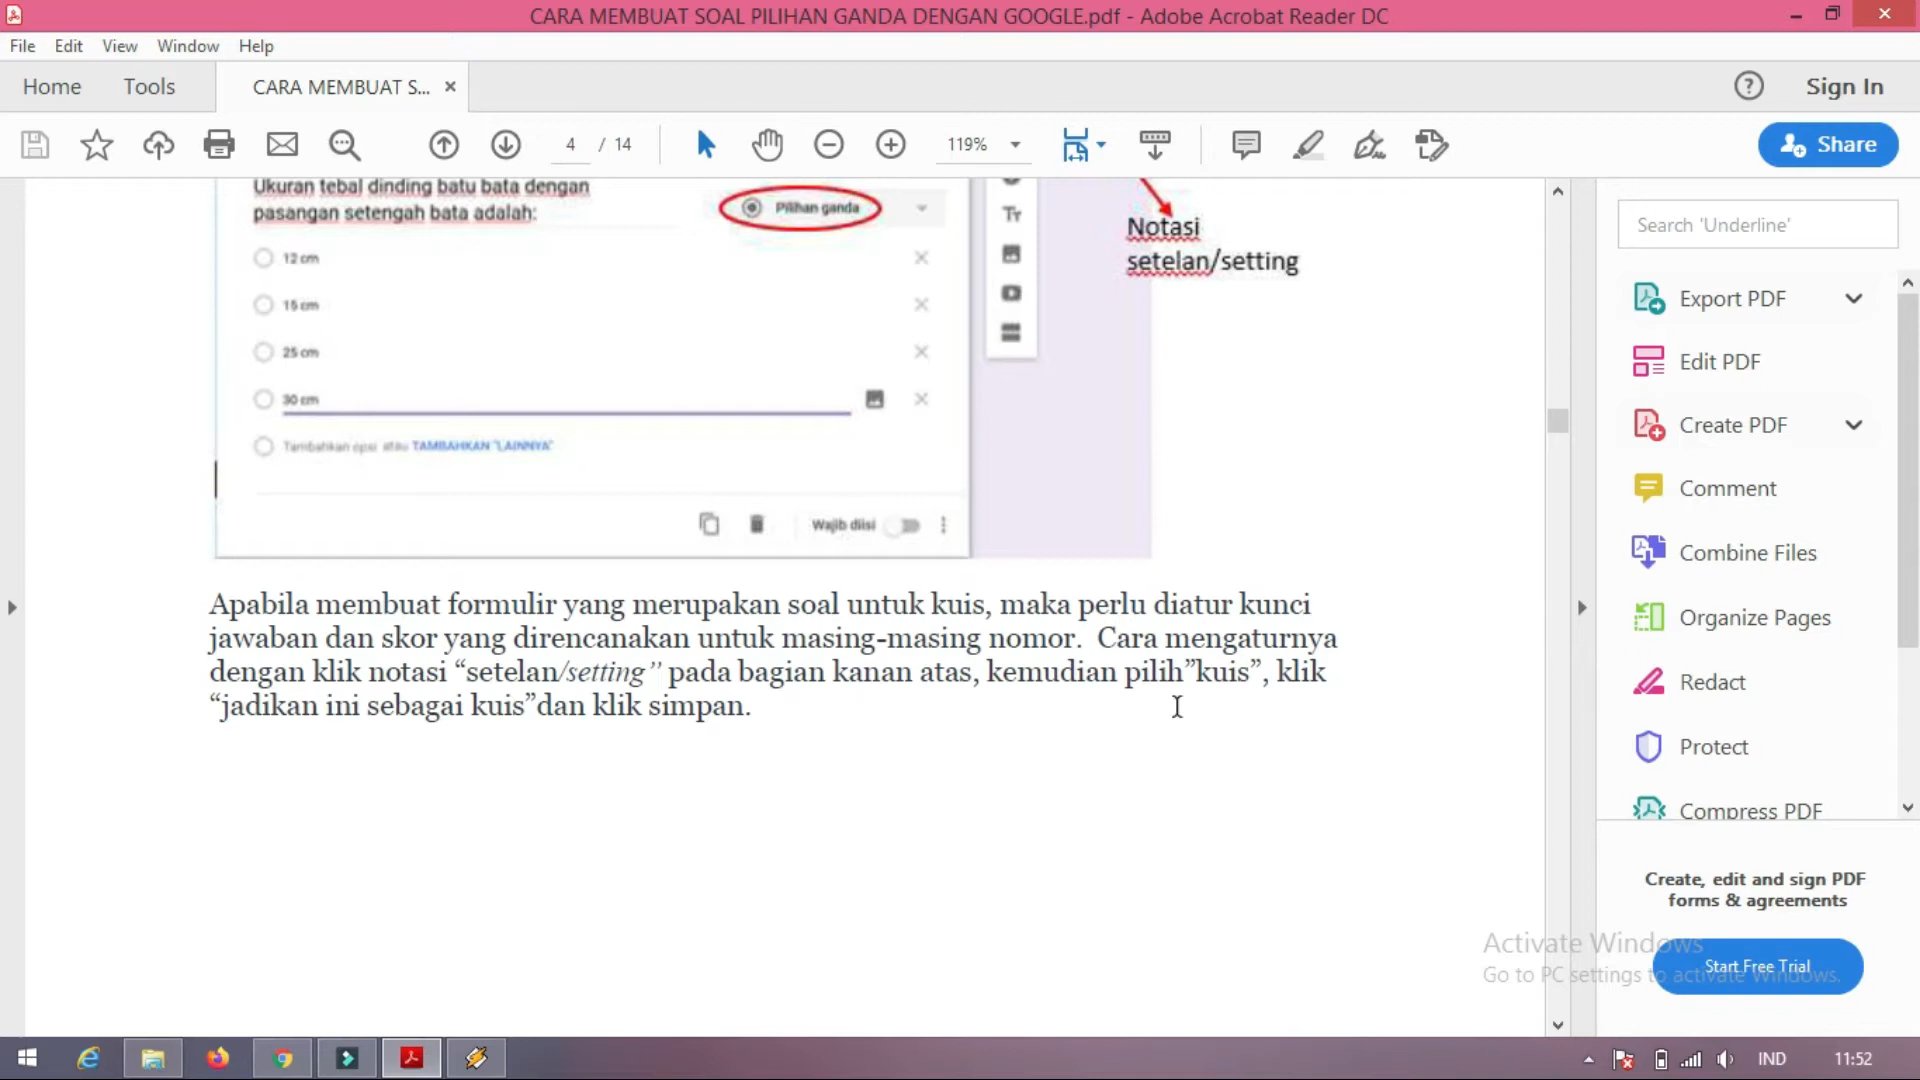 CARA MEMBUAT SOAL PILIHAN GANDA DENGAN GOOGLE.pdf - Adobe Acrobat Reader DC
File Edit View Window Help
Home Tools CARA MEMBUAT S... Sign In
4 / 14 119% Share
Ukuran tebal dinding batu bata dengan
pasangan setengah bata adalah:
Pilihan ganda
12 cm
15 cm
25 cm
30 cm
Tambahkan opsi atau TAMBAHKAN "LAINNYA"
Wajib diisi
Tт
Notasi
setelan/setting
Apabila membuat formulir yang merupakan soal untuk kuis, maka perlu diatur kunci
jawaban dan skor yang direncanakan untuk masing-masing nomor.  Cara mengaturnya
dengan klik notasi “setelan/setting” pada bagian kanan atas, kemudian pilih”kuis”, klik
“jadikan ini sebagai kuis”dan klik simpan.
Search 'Underline'
Export PDF
Edit PDF
Create PDF
Comment
Combine Files
Organize Pages
Redact
Protect
Compress PDF
Create, edit and sign PDF
forms & agreements
Start Free Trial
Activate Windows
Go to PC settings to activate Windows.
IND 11:52